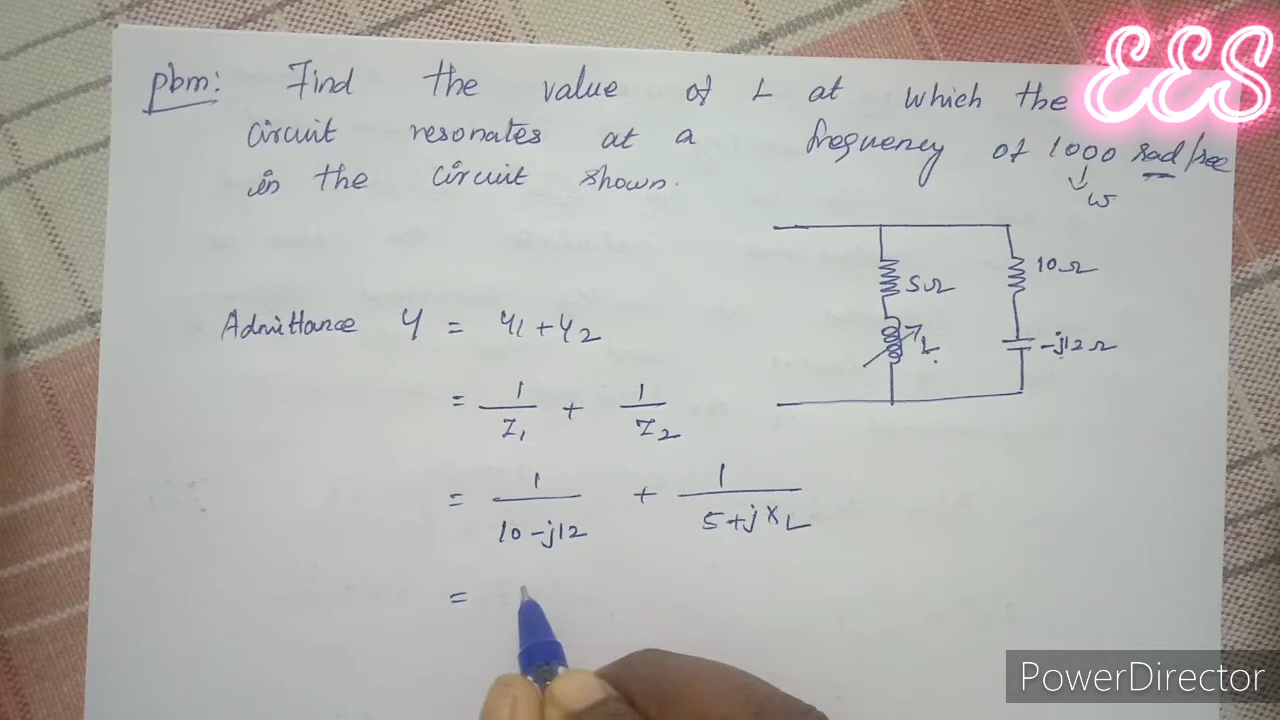 pbm: Find the value of L at which the
circuit resonates at a frequency of 1000 rad/sec
in the circuit shown.
w
5Ω
10Ω
L
-j12Ω
Admittance Y = Y1 + Y2
= 1/Z1 + 1/Z2
= 1/10-j12 + 1/5+jXL
=
EES
PowerDirector